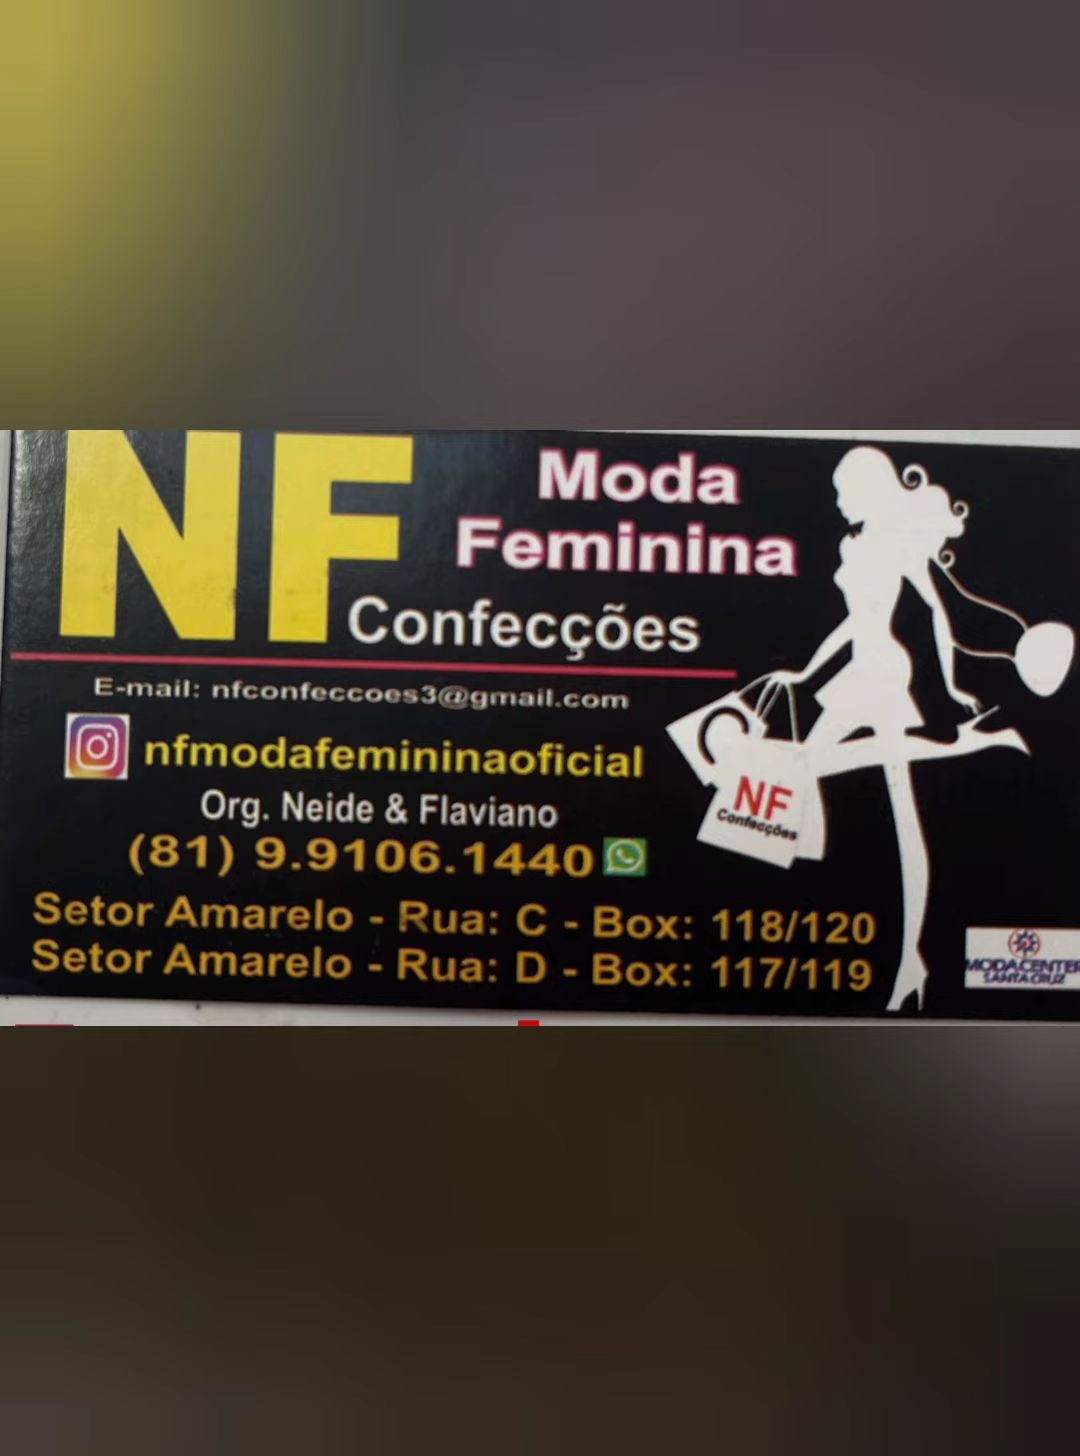 NF
Moda
Feminina
Confecções
E-mail: nfconfeccoes3@gmail.com
nfmodafemininaoficial
Org. Neide & Flaviano
(81) 9.9106.1440
Setor Amarelo - Rua: C - Box: 118/120
Setor Amarelo - Rua: D - Box: 117/119
NF
Confecções
MODA CENTER
SANTA CRUZ